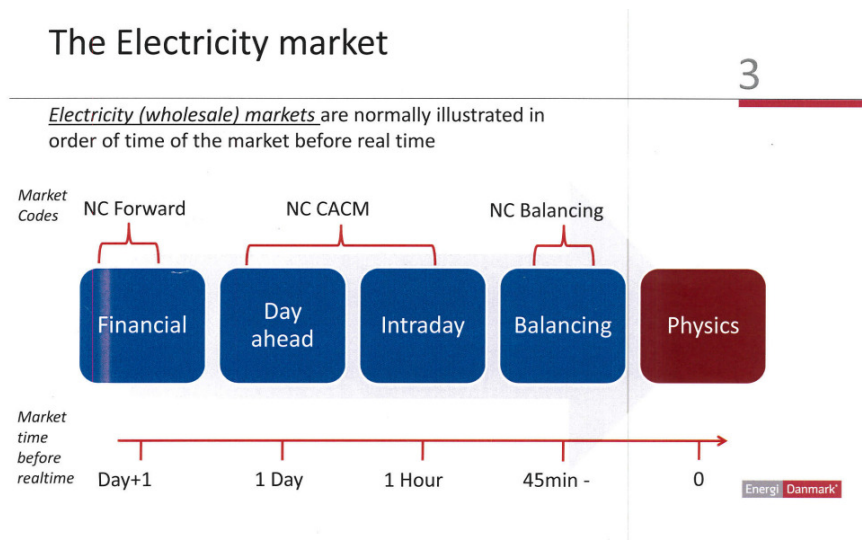 The Electricity market
3
Electricity (wholesale) markets are normally illustrated in
order of time of the market before real time
Market
Codes
NC Forward
NC CACM
NC Balancing
Financial
Day
ahead
Intraday
Balancing
Physics
Market
time
before
realtime
Day+1
1 Day
1 Hour
45min -
0
Energi Danmark